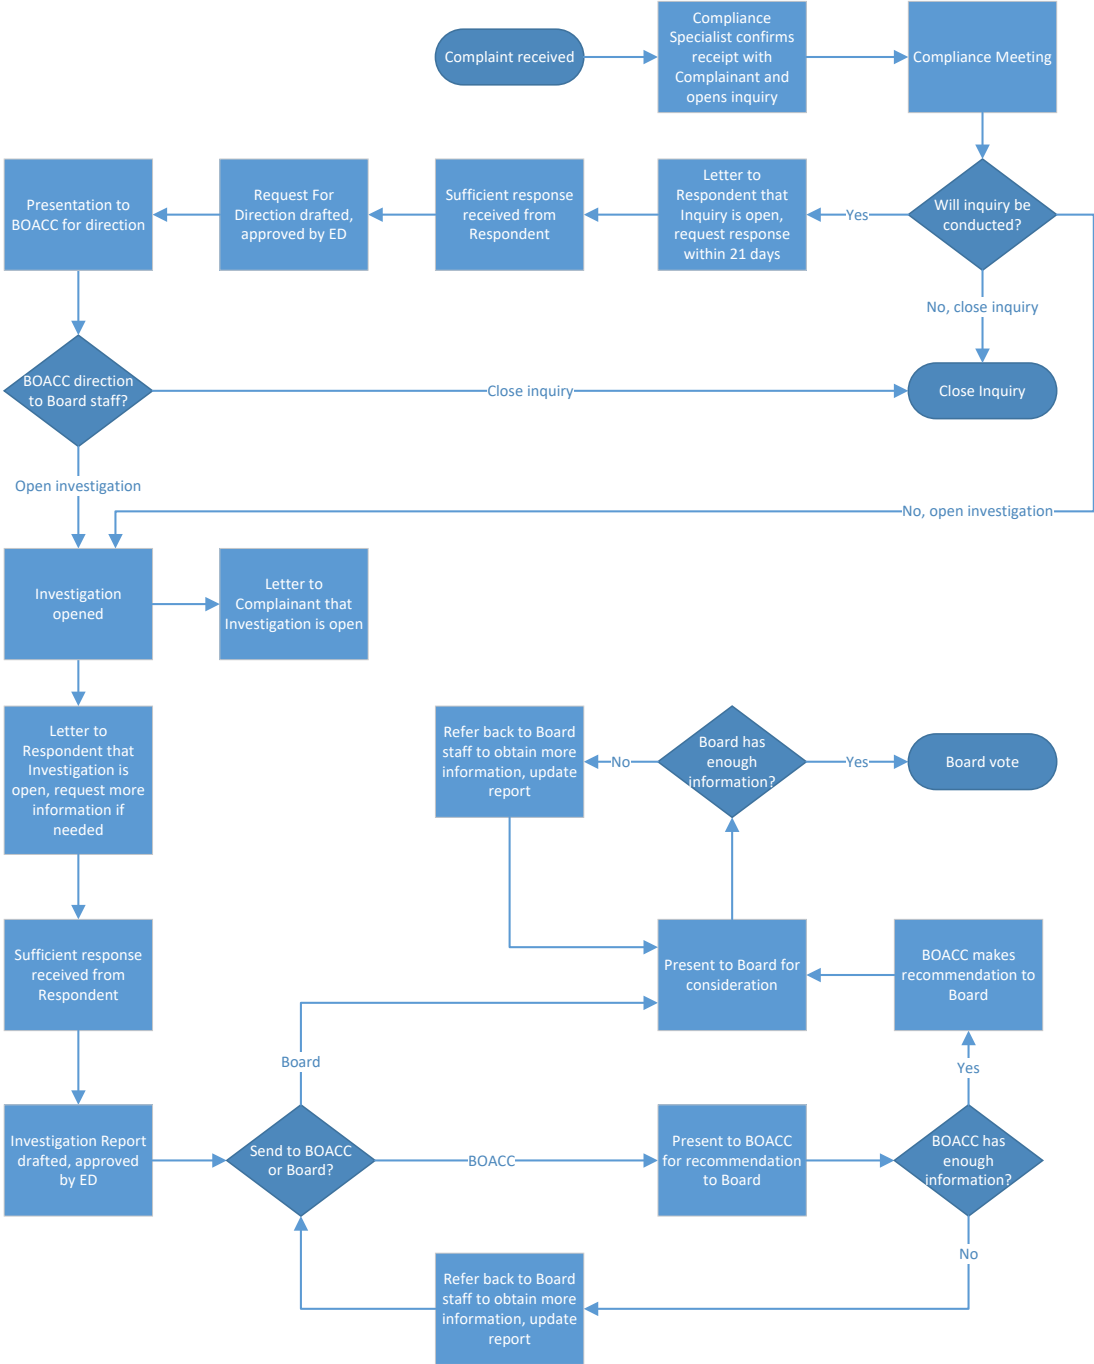 Complaint received
Compliance
Specialist confirms
receipt with
Complainant and
opens inquiry
Compliance Meeting
Will inquiry be
conducted?
Yes
Letter to
Respondent that
Inquiry is open,
request response
within 21 days
Sufficient response
received from
Respondent
Request For
Direction drafted,
approved by ED
Presentation to
BOACC for direction
No, close inquiry
BOACC direction
to Board staff?
Close inquiry
Close Inquiry
Open investigation
No, open investigation
Investigation
opened
Letter to
Complainant that
Investigation is open
Letter to
Respondent that
Investigation is
open, request more
information if
needed
Refer back to Board
staff to obtain more
information, update
report
No
Board has
enough
information?
Yes
Board vote
Sufficient response
received from
Respondent
Present to Board for
consideration
BOACC makes
recommendation to
Board
Board
Yes
Investigation Report
drafted, approved
by ED
Send to BOACC
or Board?
BOACC
Present to BOACC
for recommendation
to Board
BOACC has
enough
information?
No
Refer back to Board
staff to obtain more
information, update
report